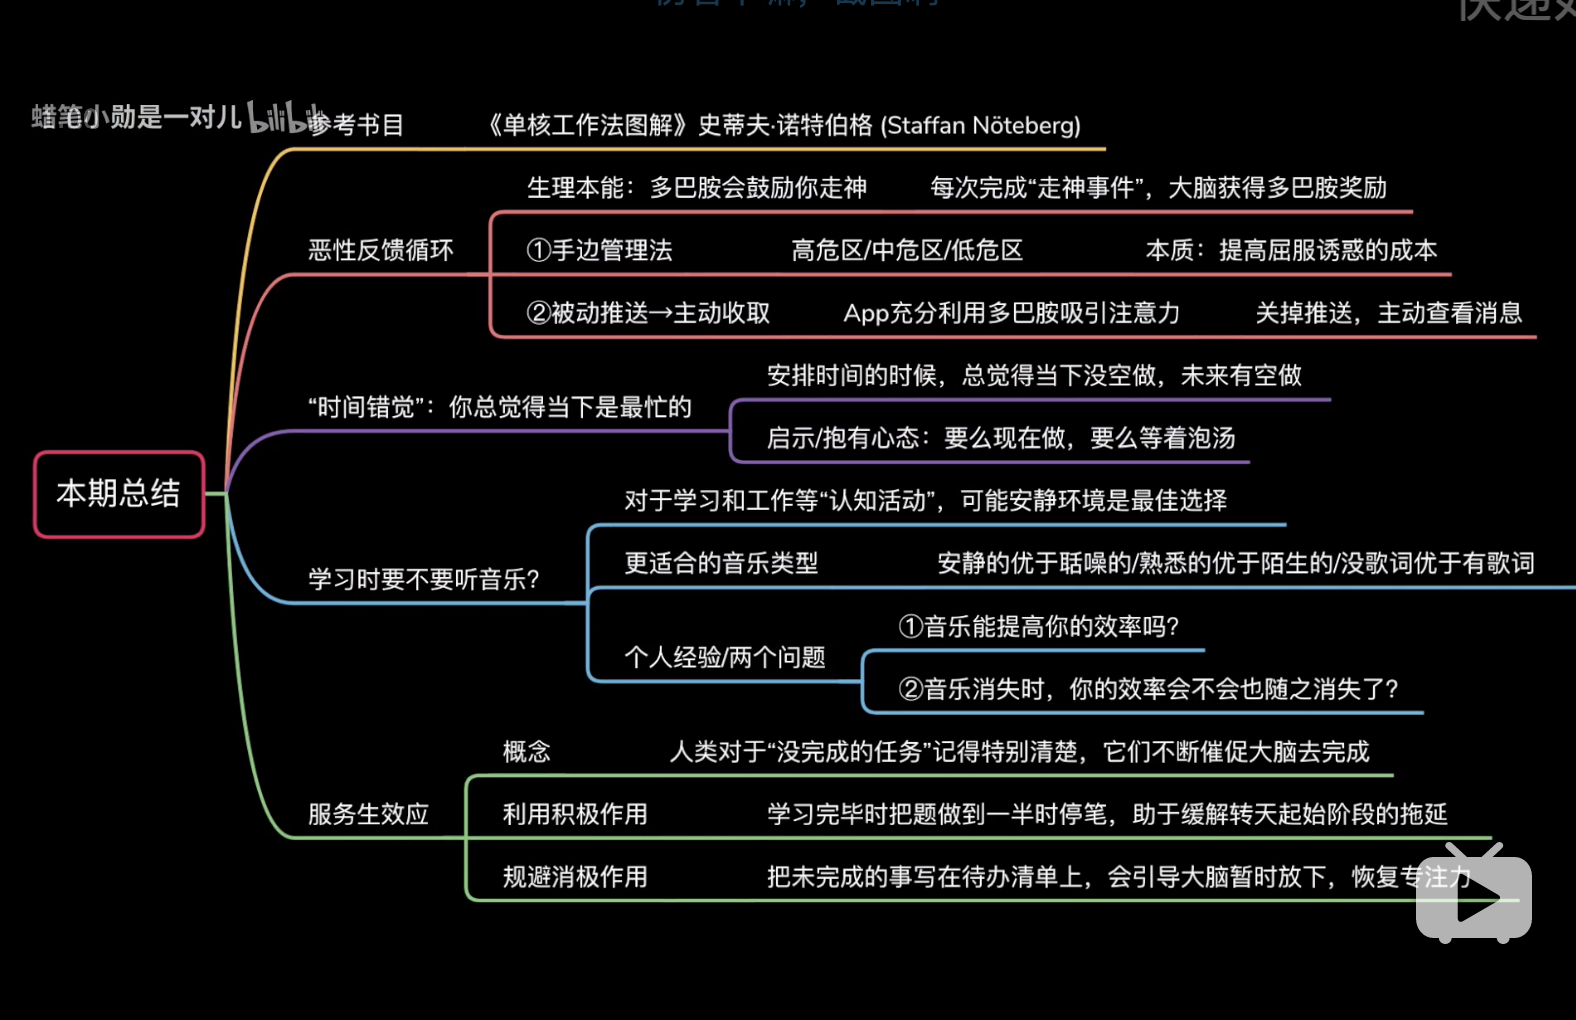 快递
蜡笔小勋是一对儿 bilibili
参考书目 《单核工作法图解》史蒂夫·诺特伯格 (Staffan Nöteberg)
生理本能：多巴胺会鼓励你走神 每次完成“走神事件”，大脑获得多巴胺奖励
恶性反馈循环 ①手边管理法 高危区/中危区/低危区 本质：提高屈服诱惑的成本
②被动推送→主动收取 App充分利用多巴胺吸引注意力 关掉推送，主动查看消息
安排时间的时候，总觉得当下没空做，未来有空做
“时间错觉”：你总觉得当下是最忙的
启示/抱有心态：要么现在做，要么等着泡汤
本期总结
对于学习和工作等“认知活动”，可能安静环境是最佳选择
更适合的音乐类型 安静的优于聒噪的/熟悉的优于陌生的/没歌词优于有歌词
学习时要不要听音乐？
①音乐能提高你的效率吗？
个人经验/两个问题
②音乐消失时，你的效率会不会也随之消失了？
概念 人类对于“没完成的任务”记得特别清楚，它们不断催促大脑去完成
服务生效应 利用积极作用 学习完毕时把题做到一半时停笔，助于缓解转天起始阶段的拖延
规避消极作用 把未完成的事写在待办清单上，会引导大脑暂时放下，恢复专注力